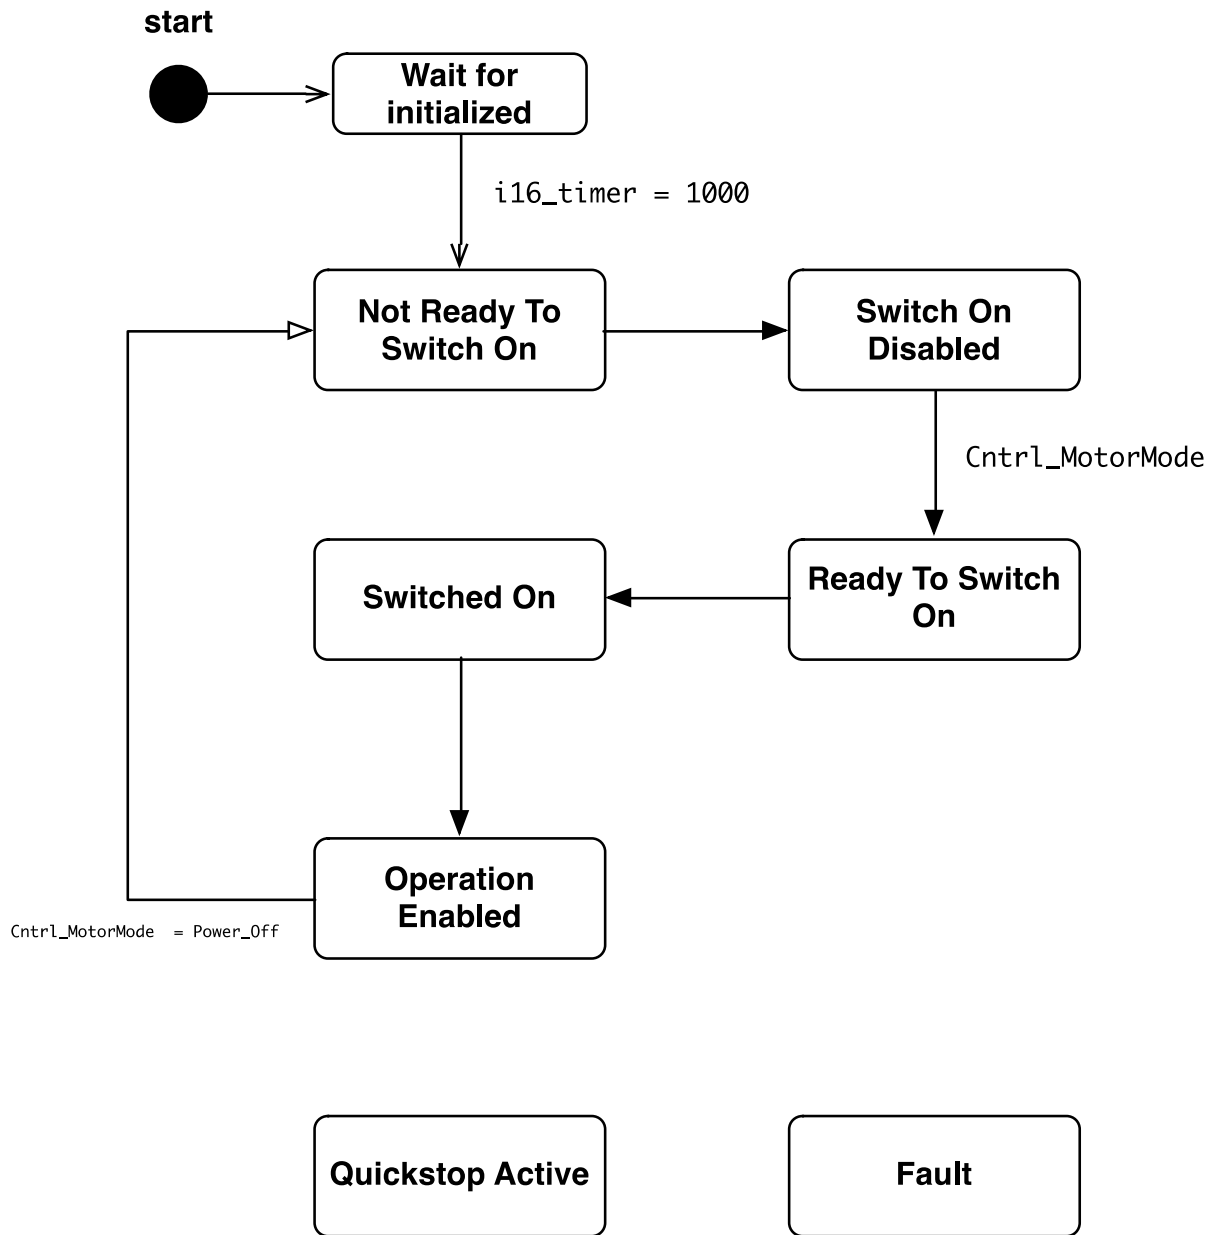 start
Wait for
initialized
i16_timer = 1000
Not Ready To
Switch On
Switch On
Disabled
Cntrl_MotorMode
Switched On
Ready To Switch
On
Operation
Enabled
Cntrl_MotorMode = Power_Off
Quickstop Active
Fault